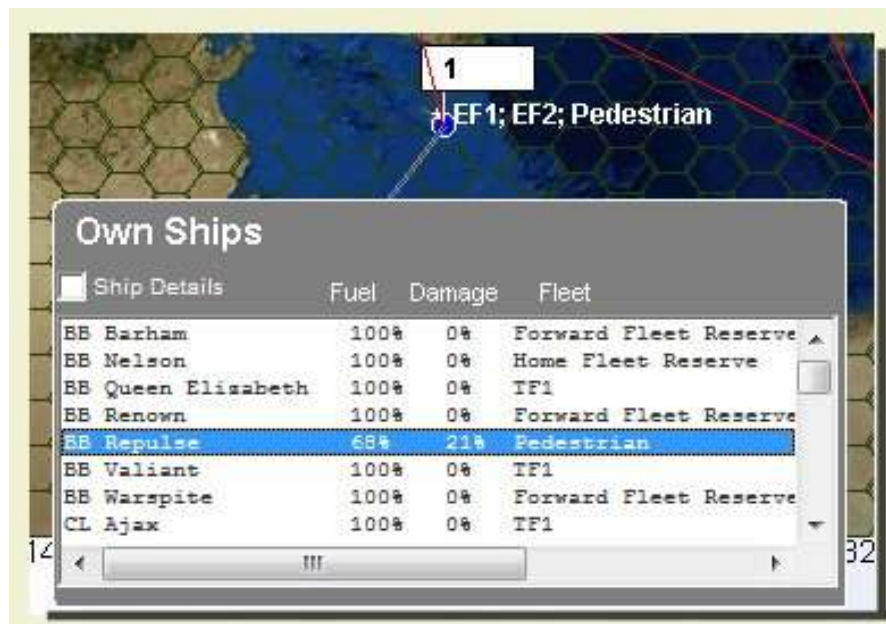 1
EF1; EF2; Pedestrian
Own Ships
Ship Details Fuel Damage Fleet
BB Barham 100% 0% Forward Fleet Reserve
BB Nelson 100% 0% Home Fleet Reserve
BB Queen Elizabeth 100% 0% TF1
BB Renown 100% 0% Forward Fleet Reserve
BB Repulse 68% 21% Pedestrian
BB Valiant 100% 0% TF1
BB Warspite 100% 0% Forward Fleet Reserve
CL Ajax 100% 0% TF1
14 32